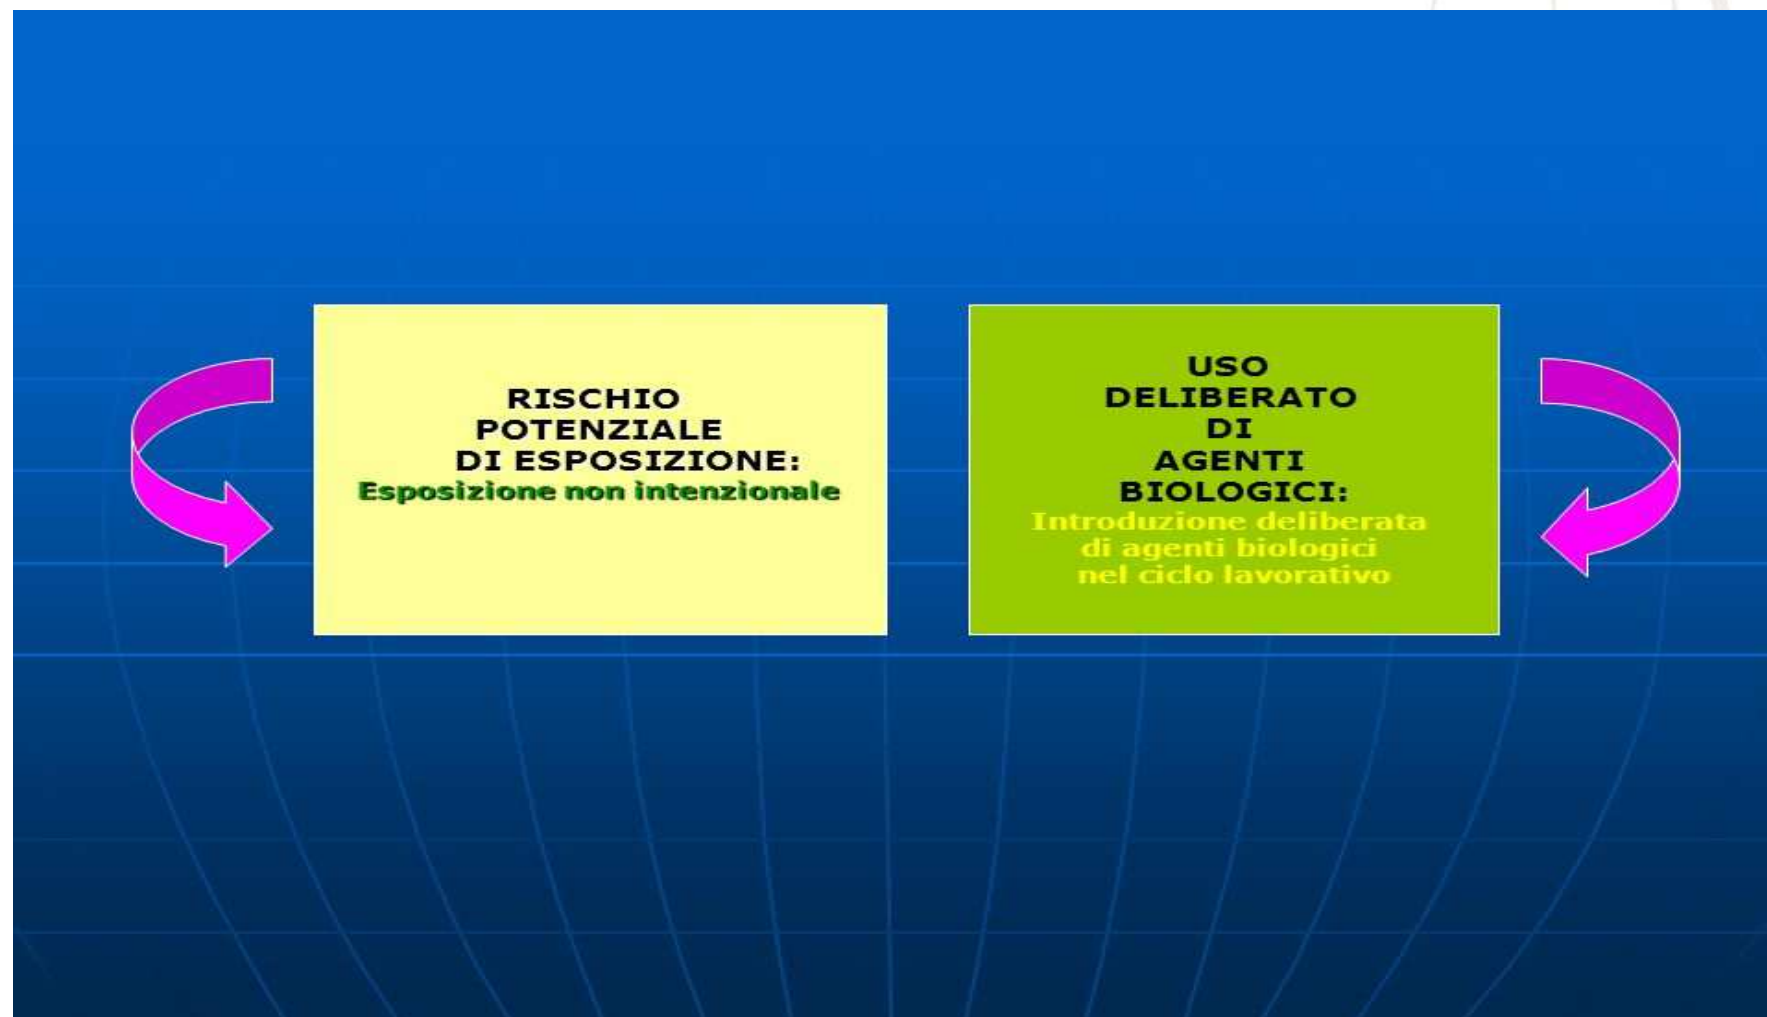 RISCHIO
POTENZIALE
DI ESPOSIZIONE:
Esposizione non intenzionale
USO
DELIBERATO
DI
AGENTI
BIOLOGICI:
Introduzione deliberata
di agenti biologici
nel ciclo lavorativo